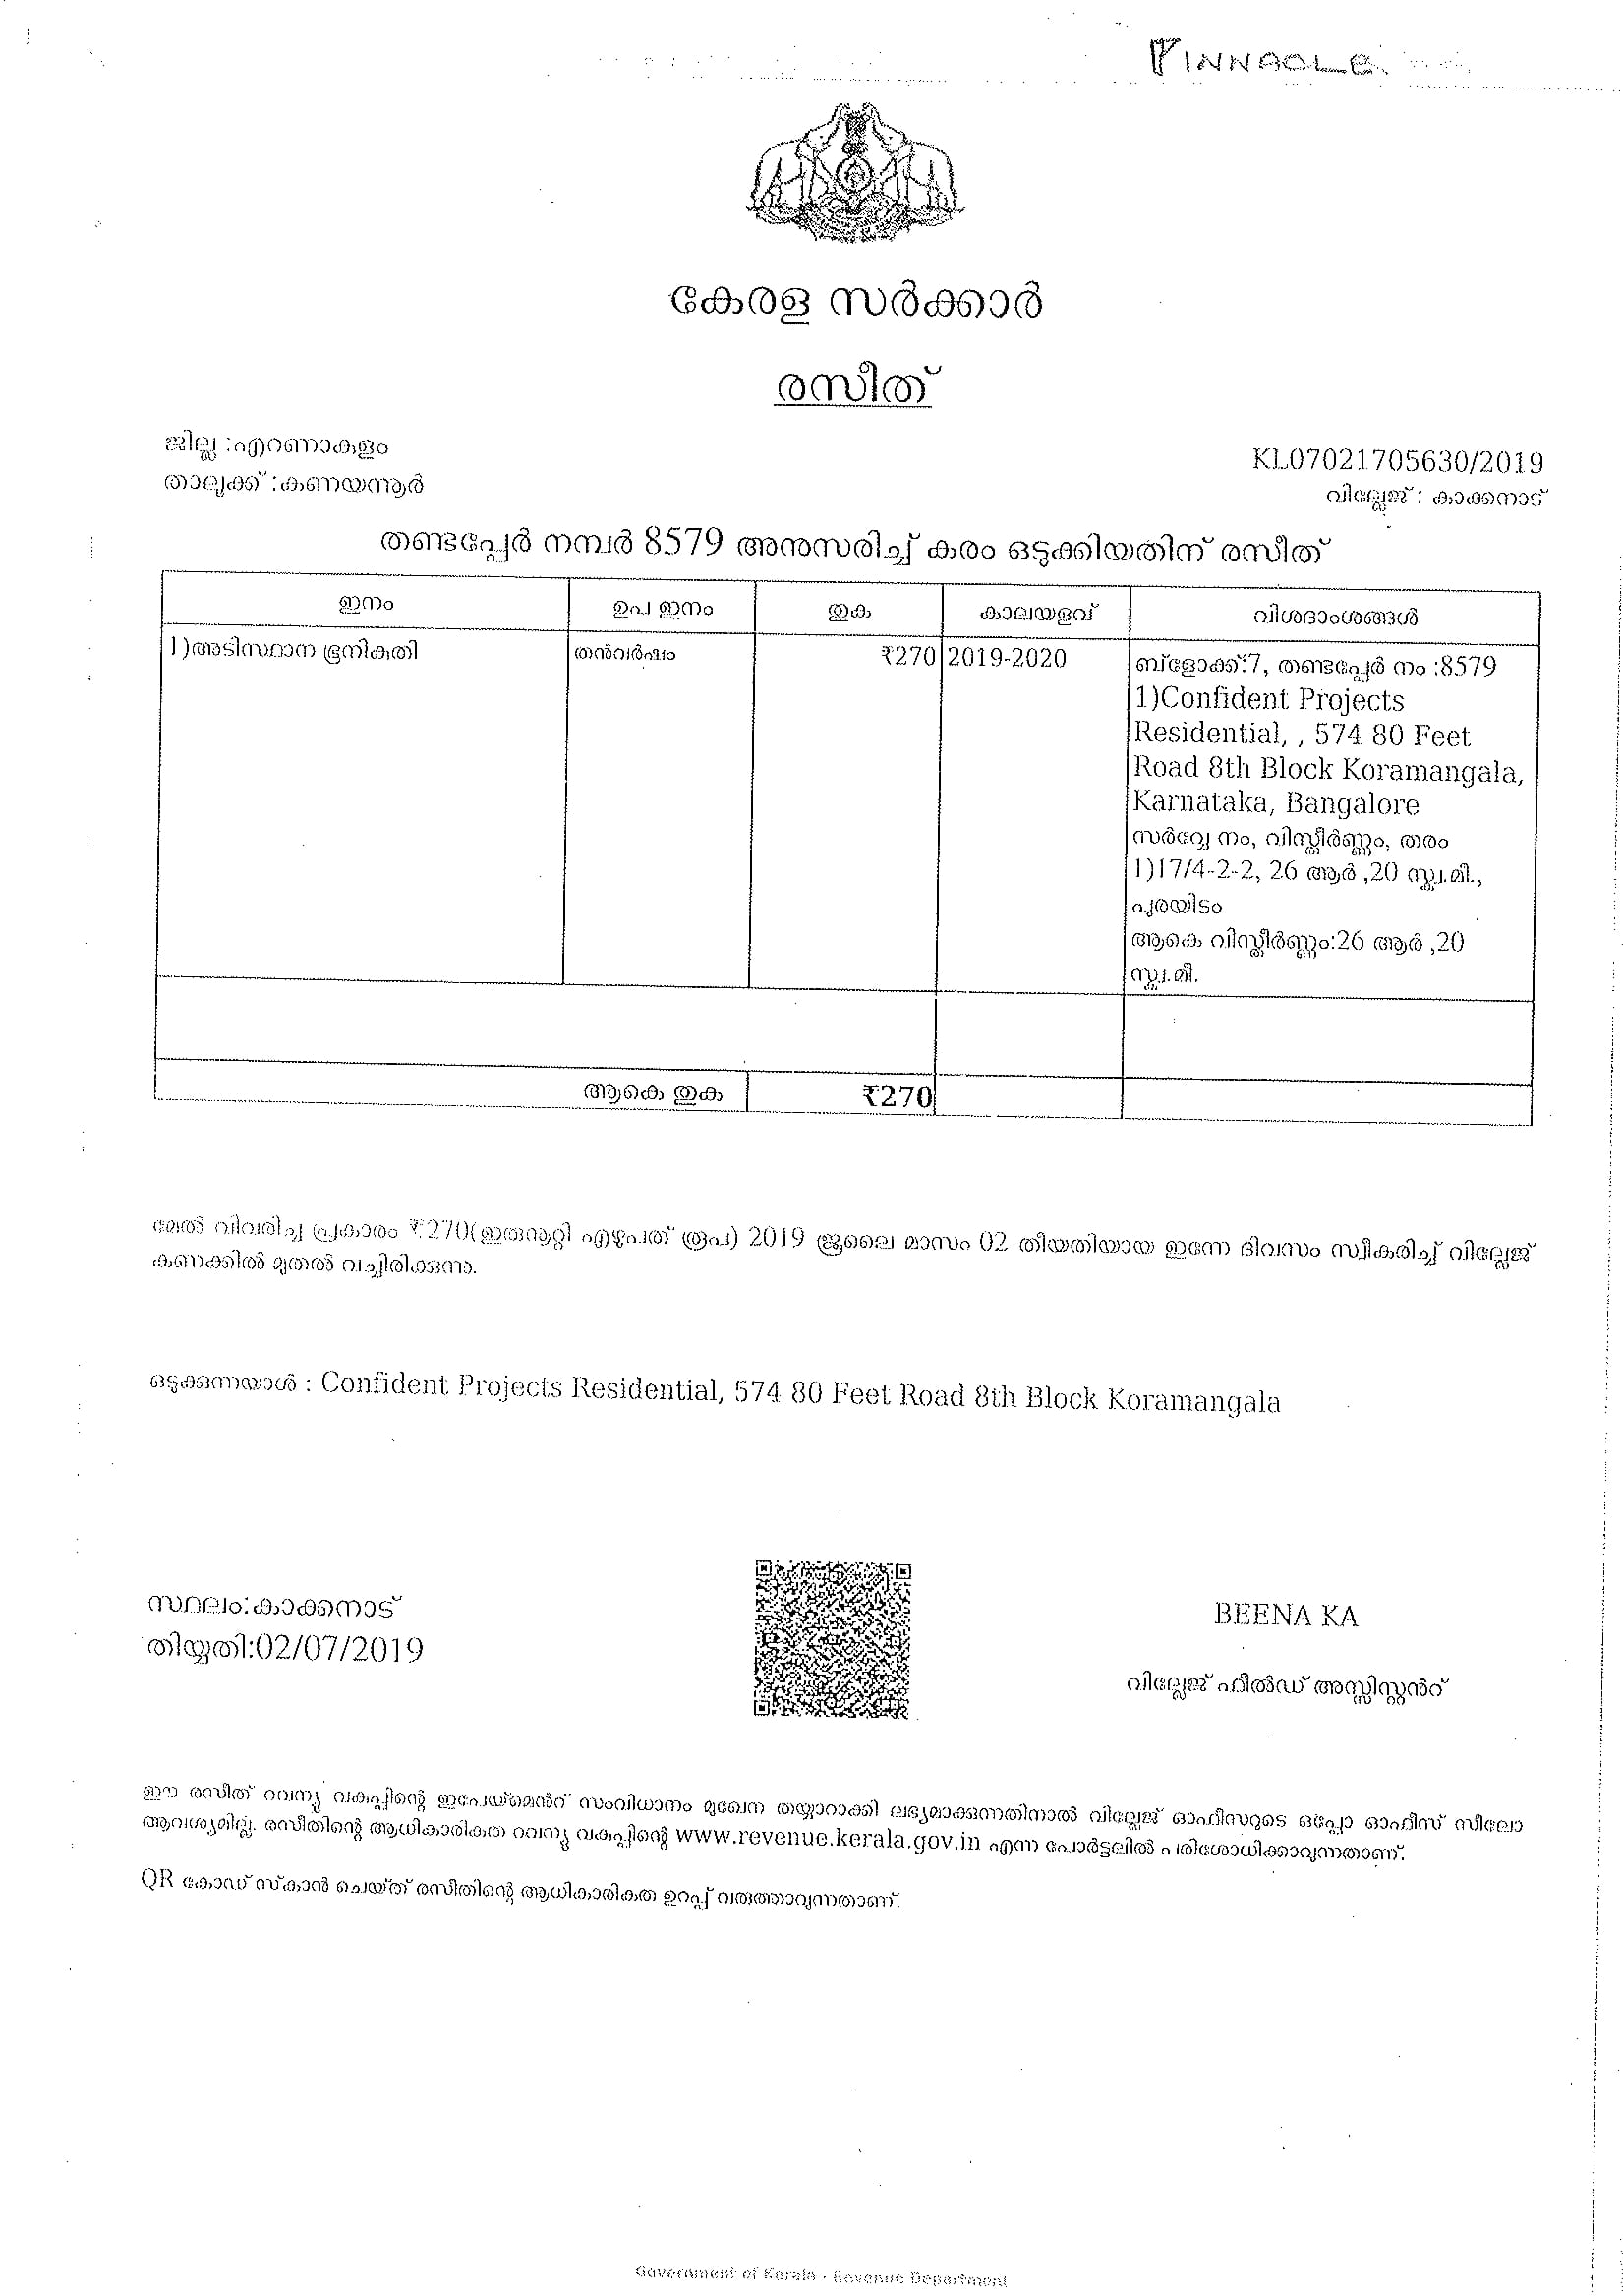 PINNACLE
കേരള സർക്കാർ
രസീത്
ജില്ല :എറണാകുളം
താലൂക്ക് :കണയന്നൂർ
KL07021705630/2019
വില്ലേജ് : കാക്കനാട്
തണ്ടപ്പേർ നമ്പർ 8579 അനുസരിച്ച് കരം ഒടുക്കിയതിന് രസീത്
ഇനം ഉപ ഇനം തുക കാലയളവ് വിശദാംശങ്ങൾ
1)അടിസ്ഥാന ഭൂനികുതി തൻവർഷം ₹270 2019-2020 ബ്ളോക്ക്:7, തണ്ടപ്പേർ നം :8579
1)Confident Projects
Residential, , 574 80 Feet
Road 8th Block Koramangala,
Karnataka, Bangalore
സർവ്വേ നം, വിസ്തീർണ്ണം, തരം
1)17/4-2-2, 26 ആർ ,20 സ്ക്വ.മീ.,
പുരയിടം
ആകെ വിസ്തീർണ്ണം:26 ആർ ,20
സ്ക്വ.മീ.
ആകെ തുക ₹270
മേൽ വിവരിച്ച പ്രകാരം ₹270(ഇരുനൂറ്റി എഴുപത് രൂപ) 2019 ജൂലൈ മാസം 02 തീയതിയായ ഇന്നേ ദിവസം സ്വീകരിച്ച് വില്ലേജ്
കണക്കിൽ മുതൽ വച്ചിരിക്കുന്നു.
ഒടുക്കുന്നയാൾ : Confident Projects Residential, 574 80 Feet Road 8th Block Koramangala
സ്ഥലം:കാക്കനാട്
തിയ്യതി:02/07/2019
BEENA KA
വില്ലേജ് ഫീൽഡ് അസ്സിസ്റ്റൻറ്
ഈ രസീത് റവന്യൂ വകുപ്പിന്റെ ഇപേയ്മെൻറ് സംവിധാനം മുഖേന തയ്യാറാക്കി ലഭ്യമാക്കുന്നതിനാൽ വില്ലേജ് ഓഫീസറുടെ ഒപ്പോ ഓഫീസ് സീലോ
ആവശ്യമില്ല. രസീതിന്റെ ആധികാരികത റവന്യൂ വകുപ്പിന്റെ www.revenue.kerala.gov.in എന്ന പോർട്ടലിൽ പരിശോധിക്കാവുന്നതാണ്.
QR കോഡ് സ്കാൻ ചെയ്ത് രസീതിന്റെ ആധികാരികത ഉറപ്പ് വരുത്താവുന്നതാണ്.
Government of Kerala - Revenue Department